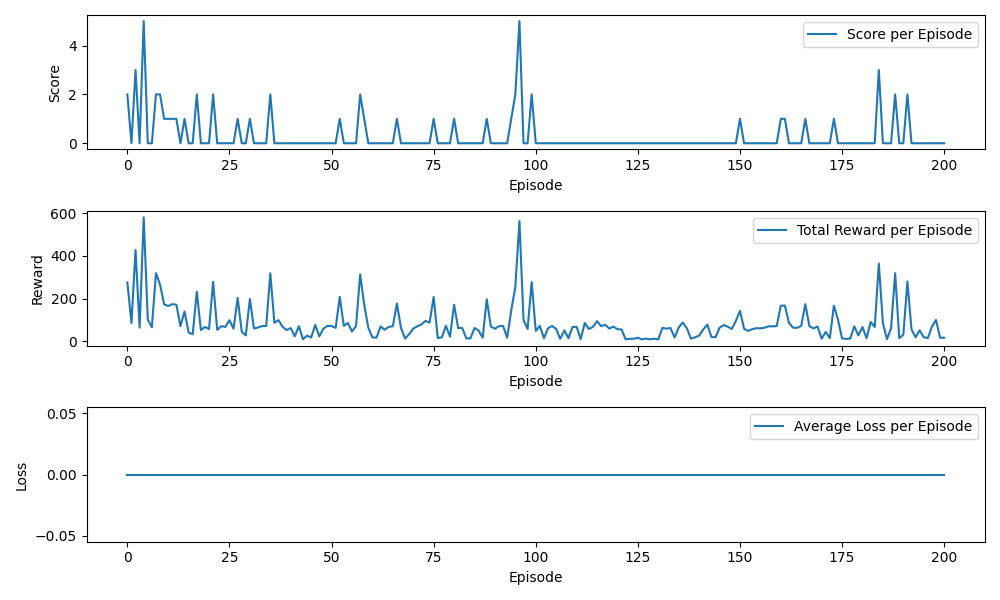 Score per Episode
4
2
0
Score
0 25 50 75 100 125 150 175 200
Episode
Total Reward per Episode
600
400
200
0
Reward
0 25 50 75 100 125 150 175 200
Episode
Average Loss per Episode
0.05
0.00
−0.05
Loss
0 25 50 75 100 125 150 175 200
Episode